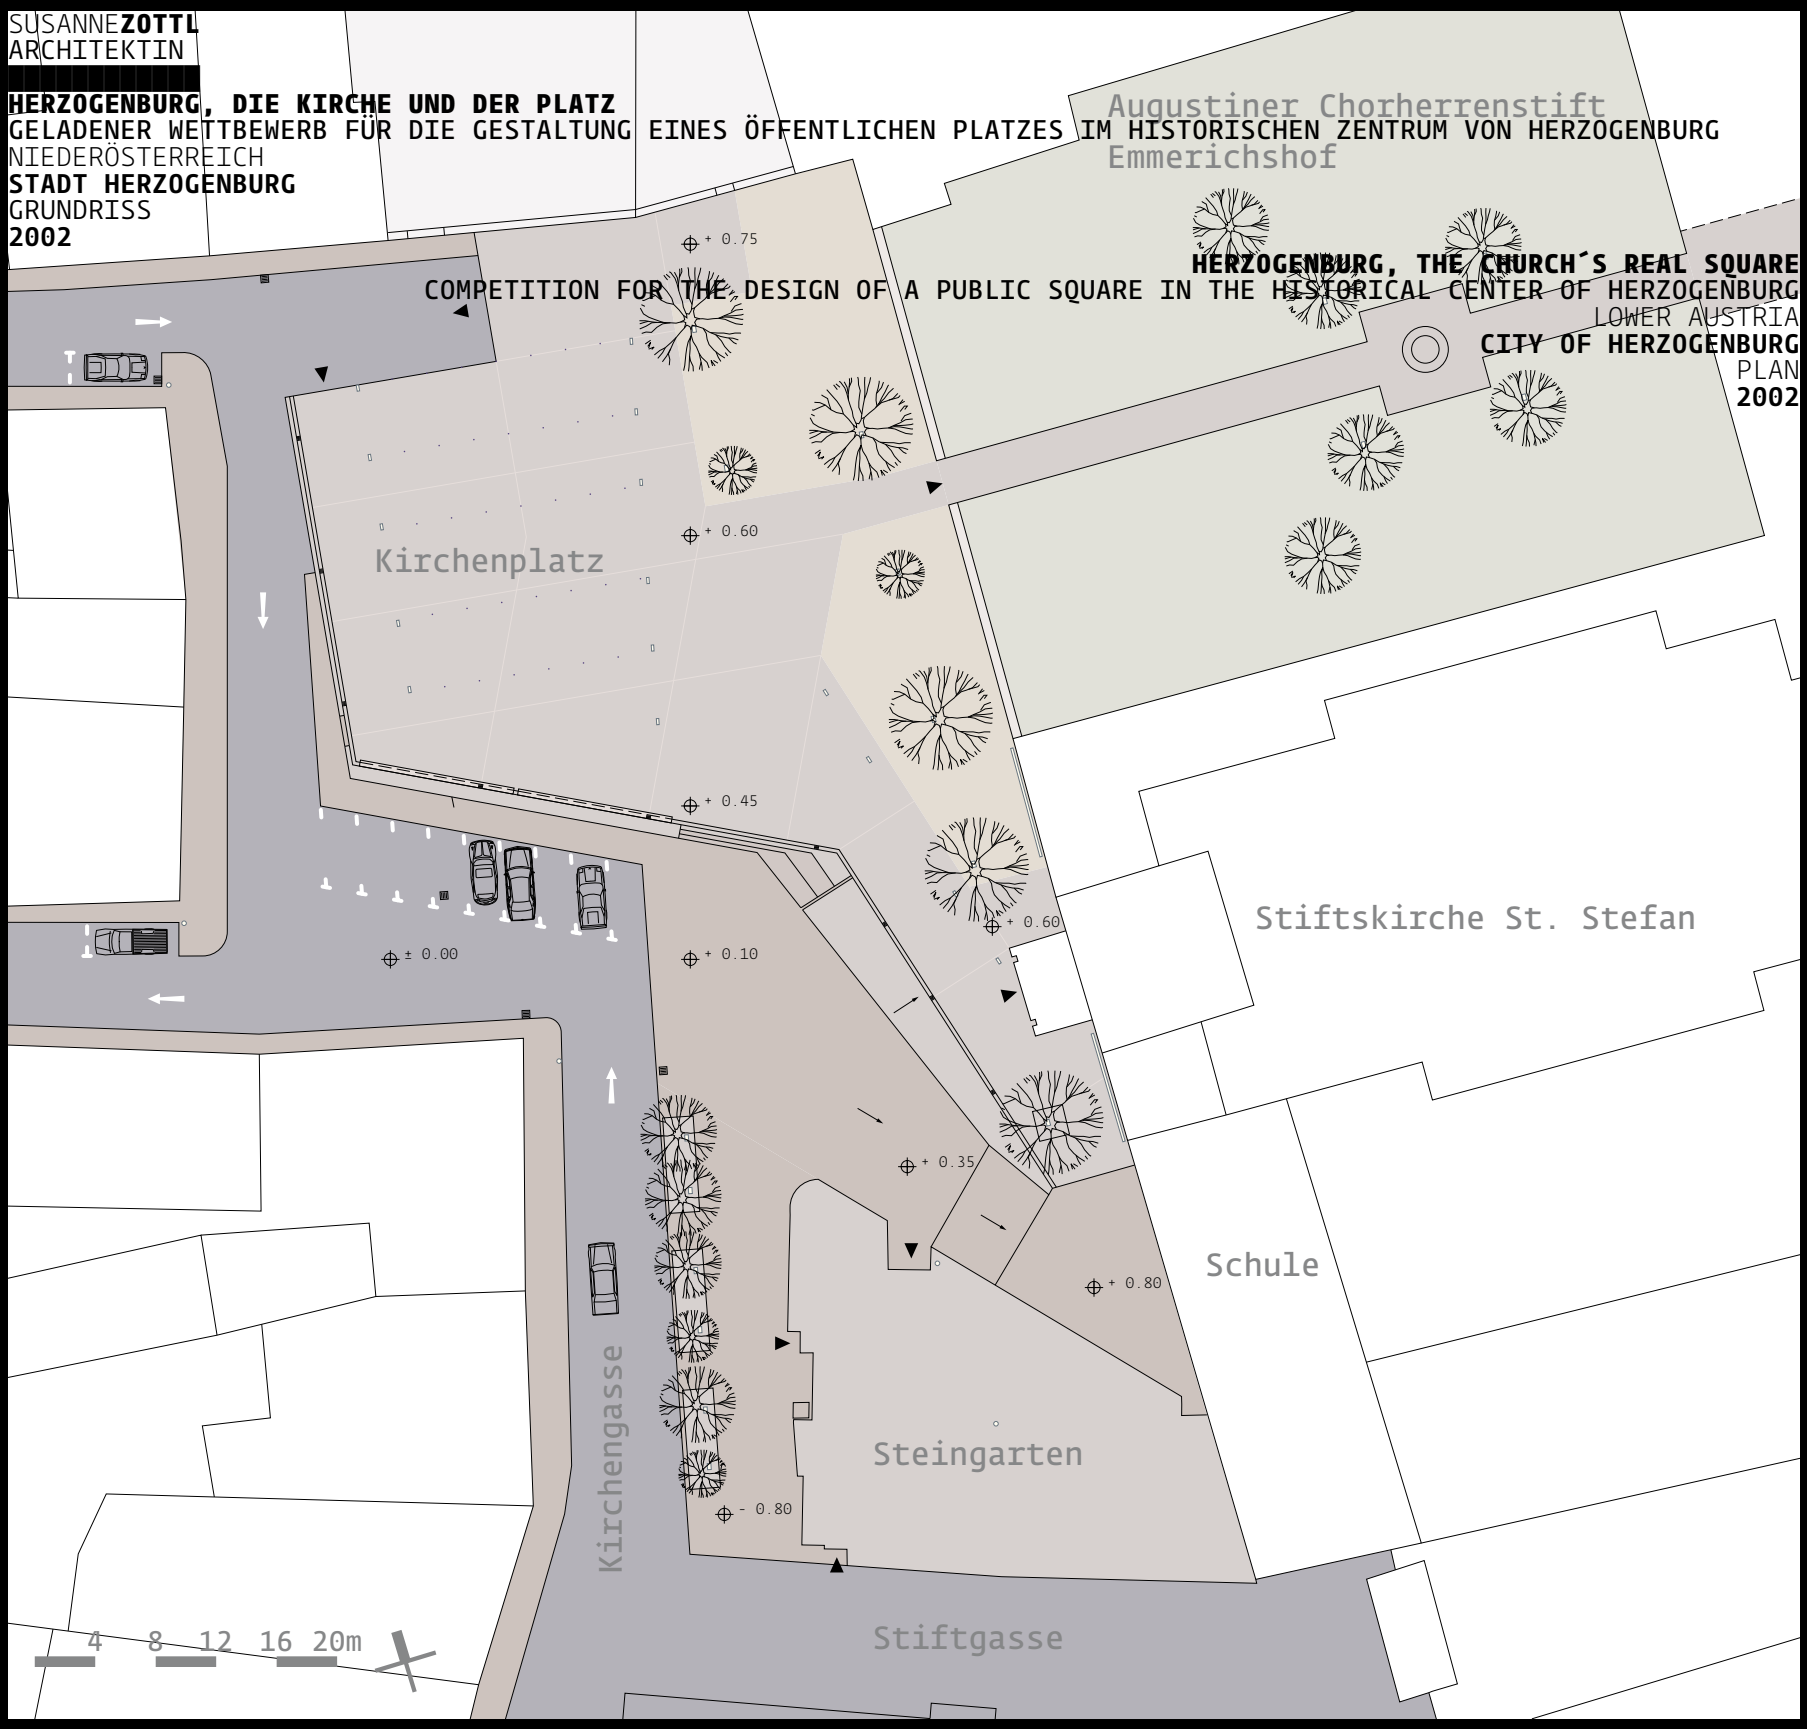 SUSANNEZOTTL
ARCHITEKTIN
HERZOGENBURG, DIE KIRCHE UND DER PLATZ
GELADENER WETTBEWERB FÜR DIE GESTALTUNG EINES ÖFFENTLICHEN PLATZES IM HISTORISCHEN ZENTRUM VON HERZOGENBURG
NIEDERÖSTERREICH
STADT HERZOGENBURG
GRUNDRISS
2002
Augustiner Chorherrenstift
Emmerichshof
HERZOGENBURG, THE CHURCH´S REAL SQUARE
COMPETITION FOR THE DESIGN OF A PUBLIC SQUARE IN THE HISTORICAL CENTER OF HERZOGENBURG
LOWER AUSTRIA
CITY OF HERZOGENBURG
PLAN
2002
+ 0.75
+ 0.60
Kirchenplatz
+ 0.45
+ 0.60
Stiftskirche St. Stefan
± 0.00
+ 0.10
+ 0.35
+ 0.80
Schule
Kirchengasse
Steingarten
- 0.80
Stiftgasse
4 8 12 16 20m